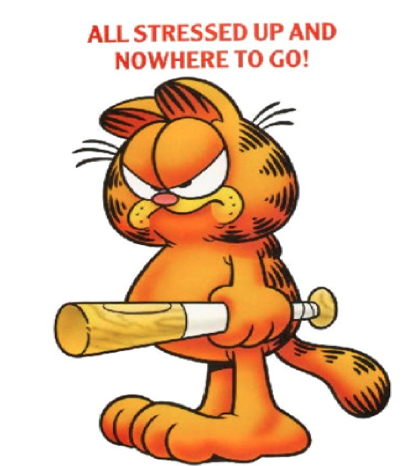 ALL STRESSED UP AND
NOWHERE TO GO!